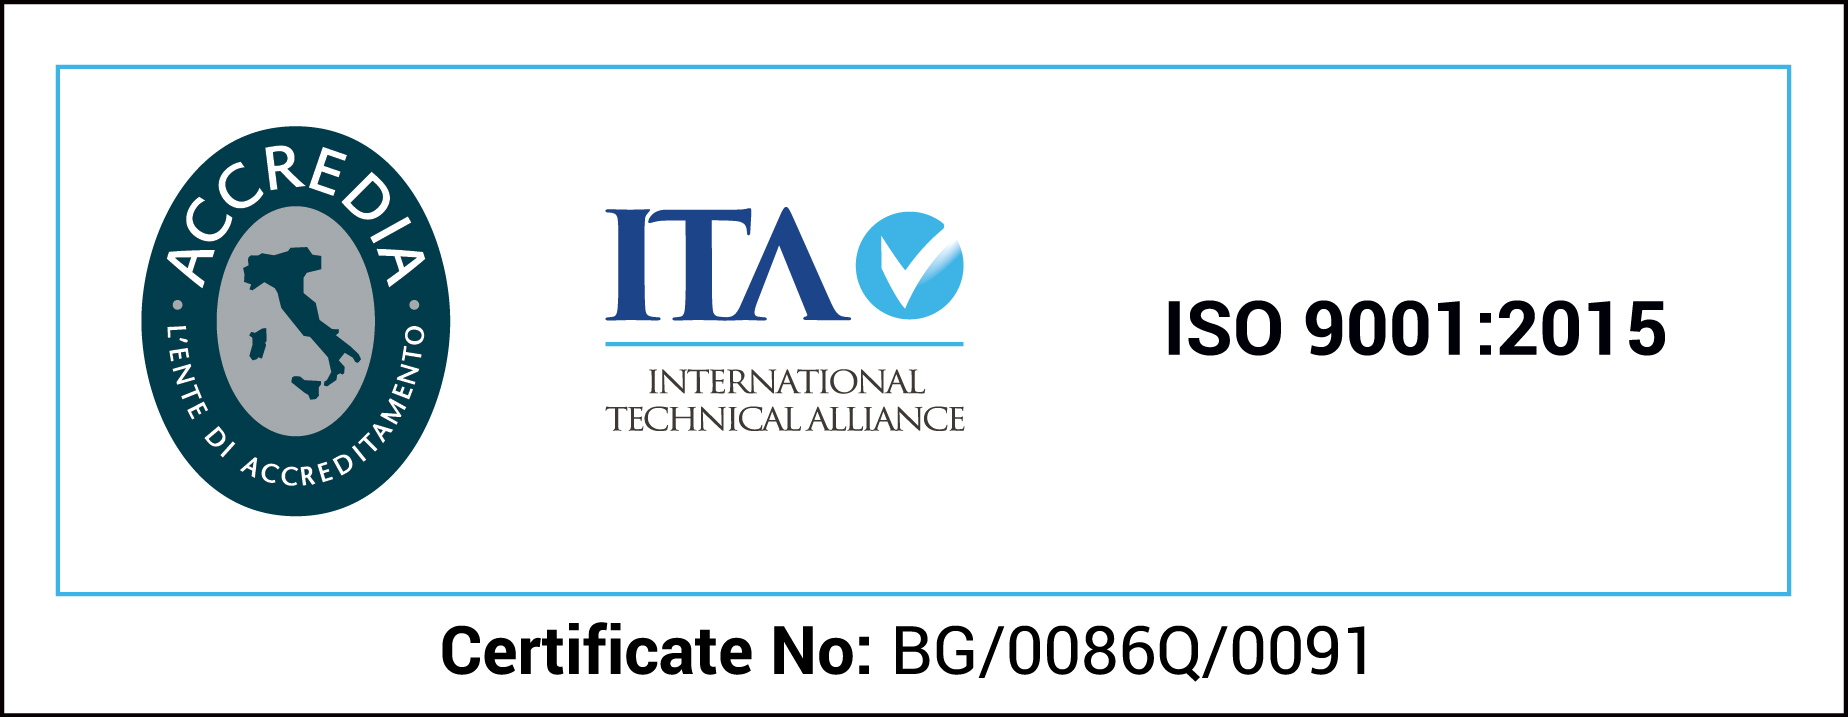 ACCREDIA
· L'ENTE DI ACCREDITAMENTO ·
ITA
INTERNATIONAL
TECHNICAL ALLIANCE
ISO 9001:2015
Certificate No: BG/0086Q/0091